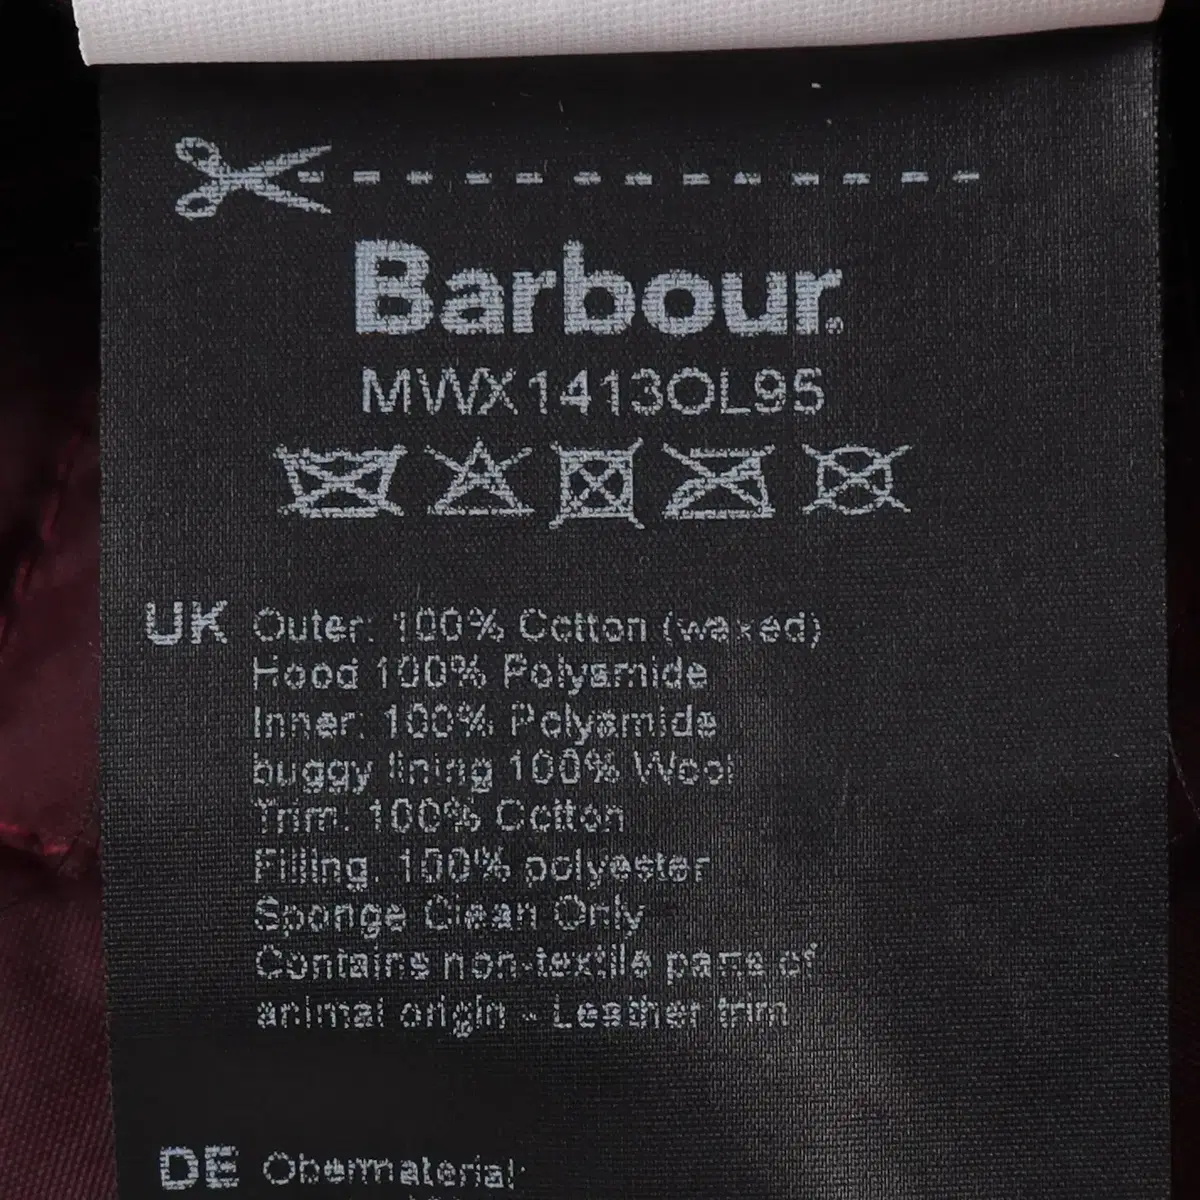 Barbour.
MWX1413OL95
UK Outer: 100% Cotton (waxed)
Hood 100% Polyamide
Inner: 100% Polyamide
buggy lining 100% Wool
Trim: 100% Cotton
Filling: 100% polyester
Sponge Clean Only
Contains non-textile parts of
animal origin - Leather trim
DE Obermaterial: